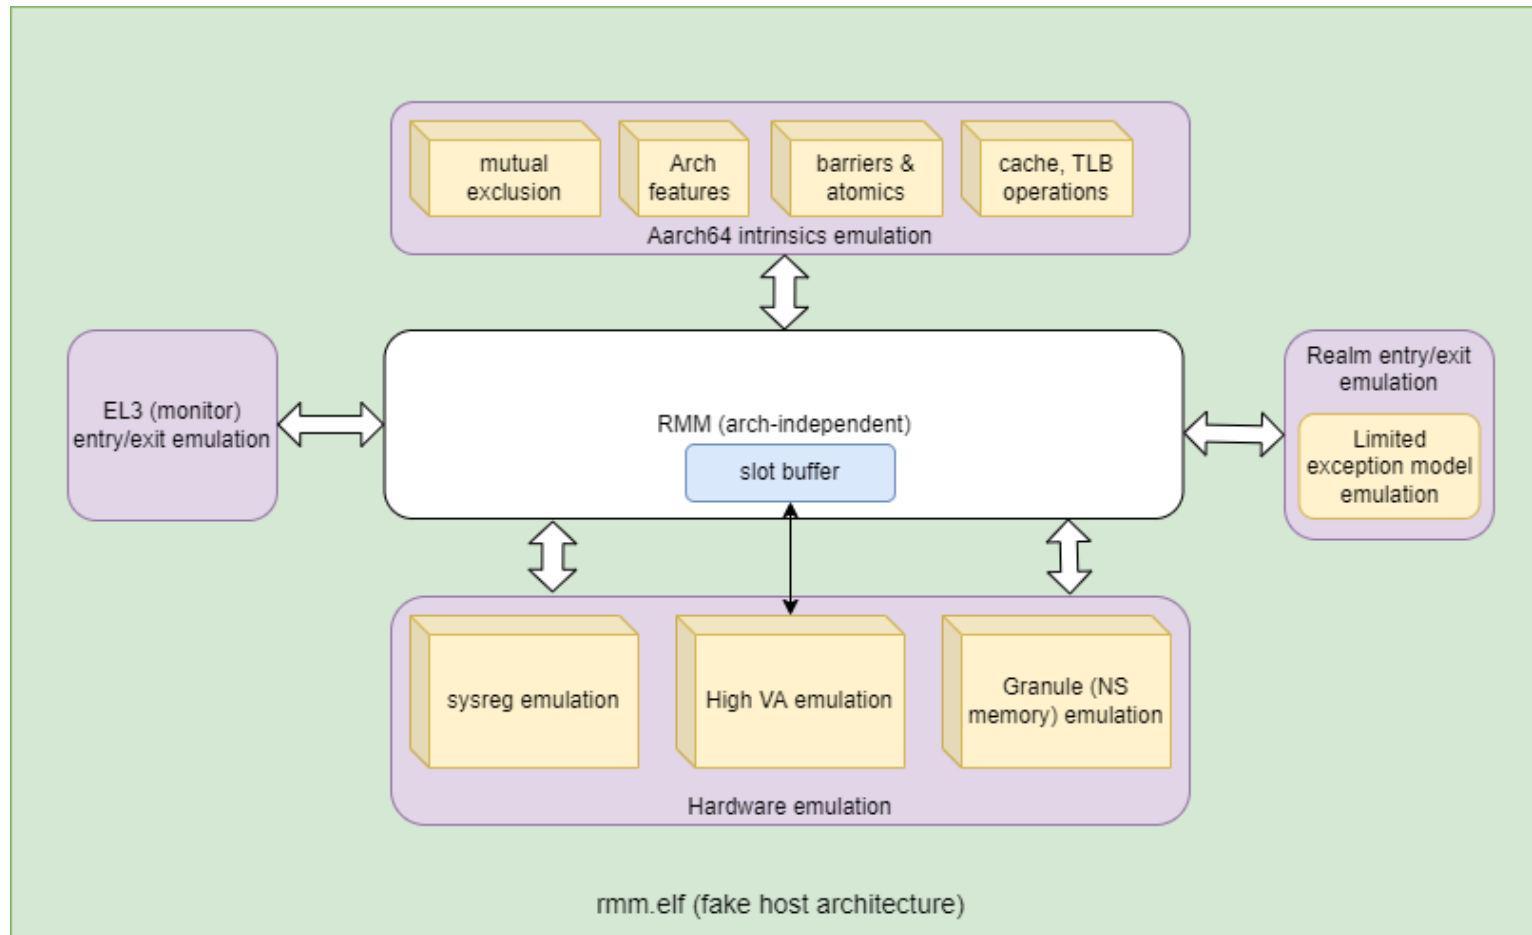 mutual
exclusion
Arch
features
barriers &
atomics
cache, TLB
operations
Aarch64 intrinsics emulation
EL3 (monitor)
entry/exit emulation
RMM (arch-independent)
slot buffer
Realm entry/exit
emulation
Limited
exception model
emulation
sysreg emulation
High VA emulation
Granule (NS
memory) emulation
Hardware emulation
rmm.elf (fake host architecture)